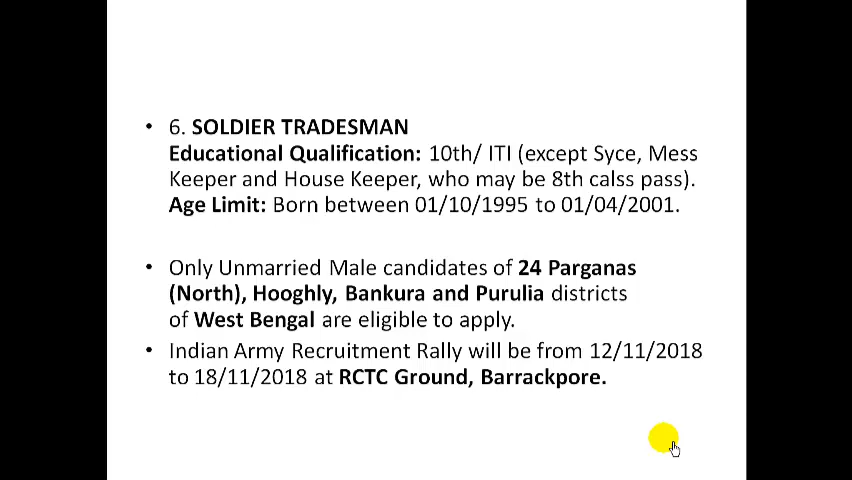 • 6. SOLDIER TRADESMAN
Educational Qualification: 10th/ ITI (except Syce, Mess
Keeper and House Keeper, who may be 8th calss pass).
Age Limit: Born between 01/10/1995 to 01/04/2001.
• Only Unmarried Male candidates of 24 Parganas
(North), Hooghly, Bankura and Purulia districts
of West Bengal are eligible to apply.
• Indian Army Recruitment Rally will be from 12/11/2018
to 18/11/2018 at RCTC Ground, Barrackpore.